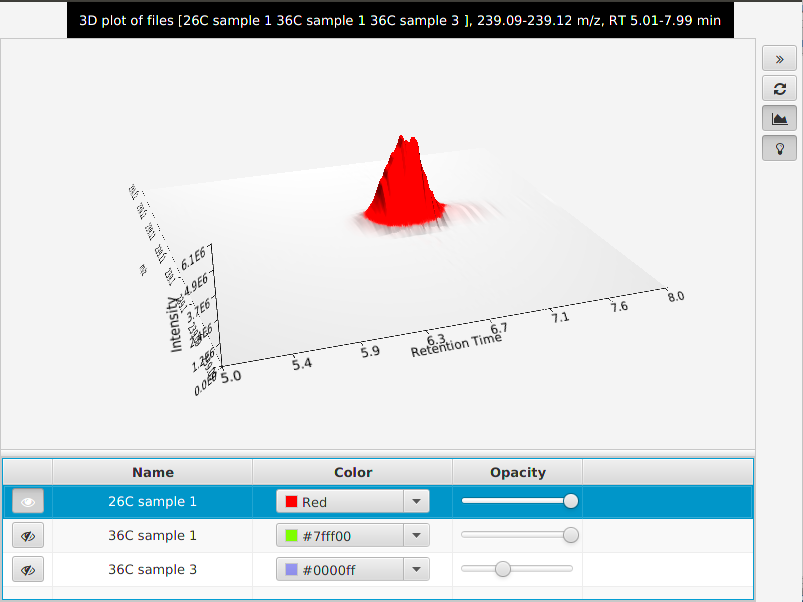 3D plot of files [26C sample 1 36C sample 1 36C sample 3 ], 239.09-239.12 m/z, RT 5.01-7.99 min
»
6.1E6
4.9E6
3.7E6
1.2E6
0.0E0
Intensity
5.0
5.4
5.9
6.3
6.7
7.1
7.6
8.0
Retention Time
Name Color Opacity
26C sample 1 Red
36C sample 1 #7fff00
36C sample 3 #0000ff